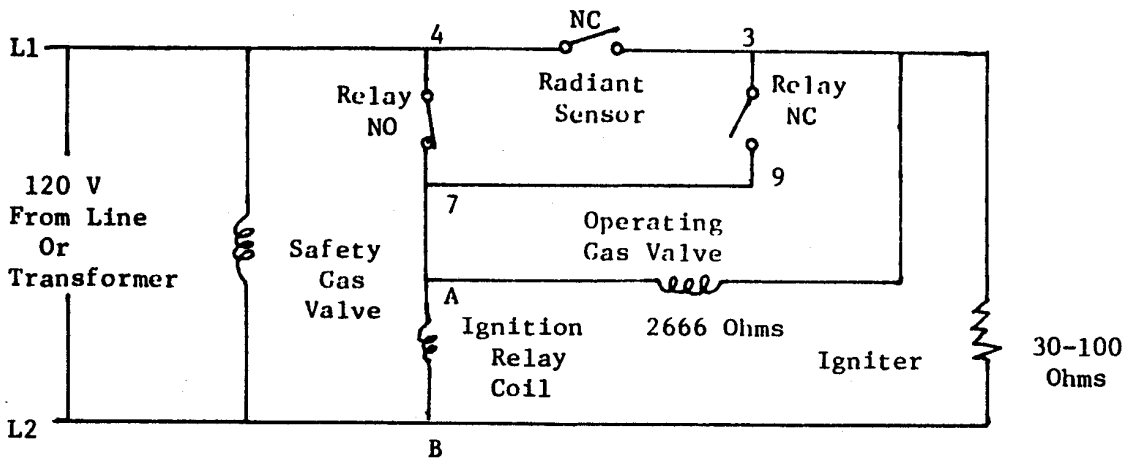 NC
4
3
L1
Relay
NO
Radiant
Sensor
Relay
NC
9
7
120 V
From Line
Or
Transformer
Safety
Gas
Valve
Operating
Gas Valve
A
2666 Ohms
Ignition
Relay
Coil
Igniter
30-100
Ohms
L2
B